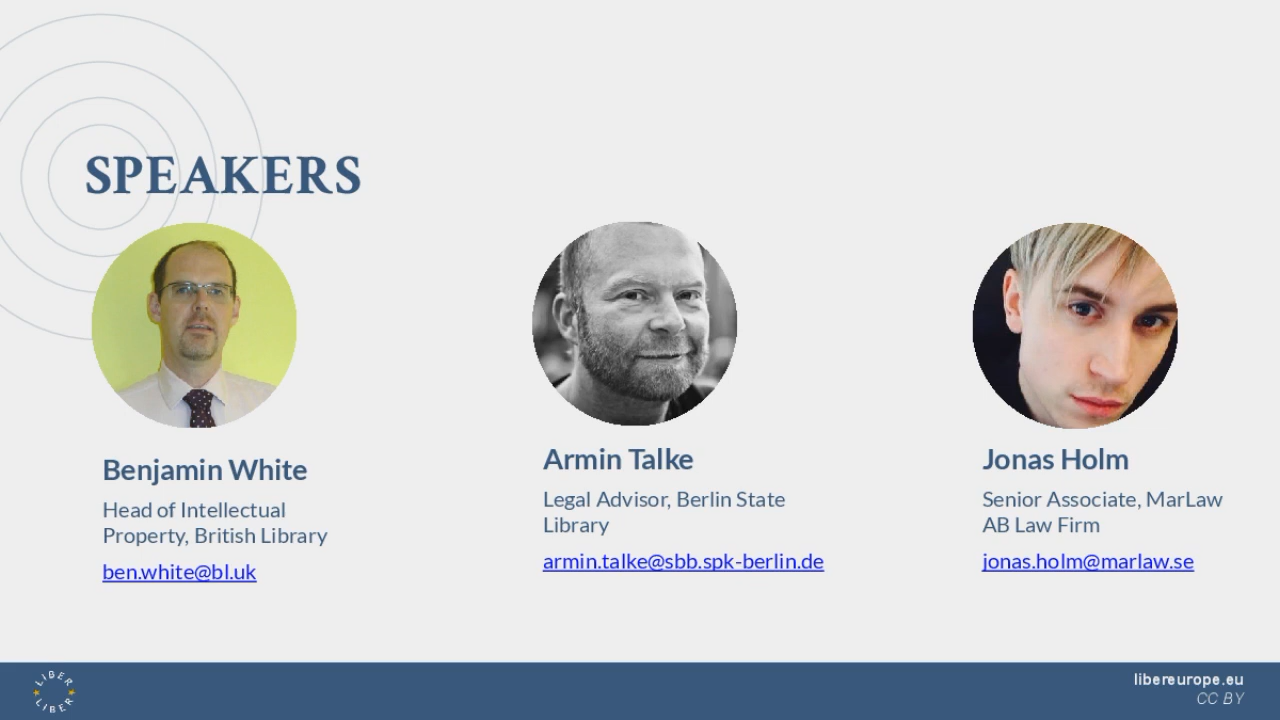 SPEAKERS
Benjamin White
Head of Intellectual
Property, British Library
ben.white@bl.uk
Armin Talke
Legal Advisor, Berlin State
Library
armin.talke@sbb.spk-berlin.de
Jonas Holm
Senior Associate, MarLaw
AB Law Firm
jonas.holm@marlaw.se
LIBER
LIBER
libereurope.eu
CC BY